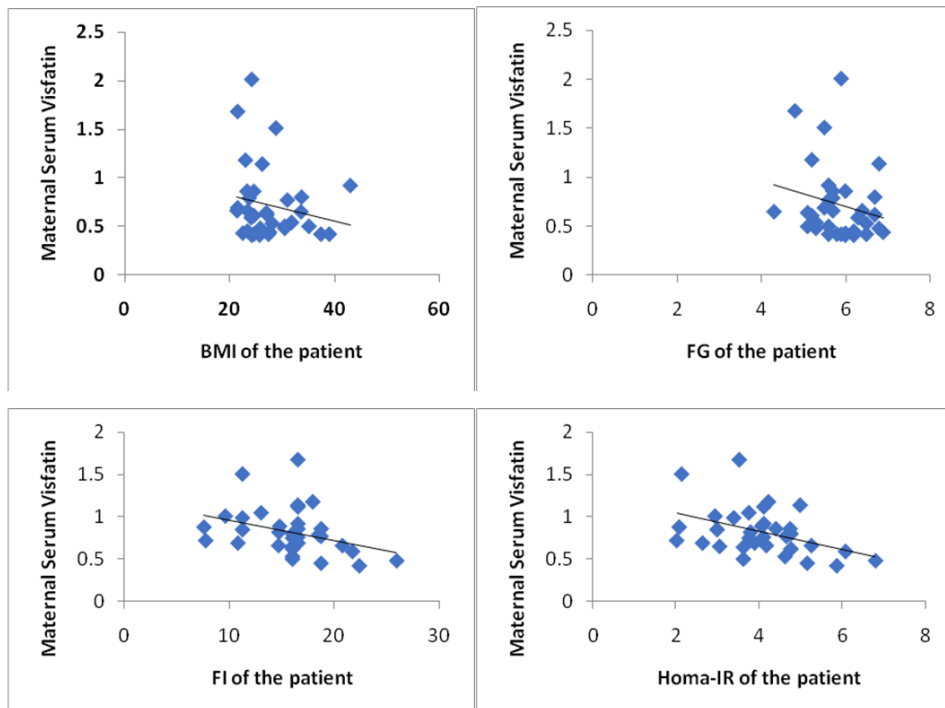 Maternal Serum Visfatin
2.5
2
1.5
1
0.5
0
0 20 40 60
BMI of the patient
Maternal Serum Visfatin
2.5
2
1.5
1
0.5
0
0 2 4 6 8
FG of the patient
Maternal Serum Visfatin
2
1.5
1
0.5
0
0 10 20 30
FI of the patient
Maternal Serum Visfatin
2
1.5
1
0.5
0
0 2 4 6 8
Homa-IR of the patient